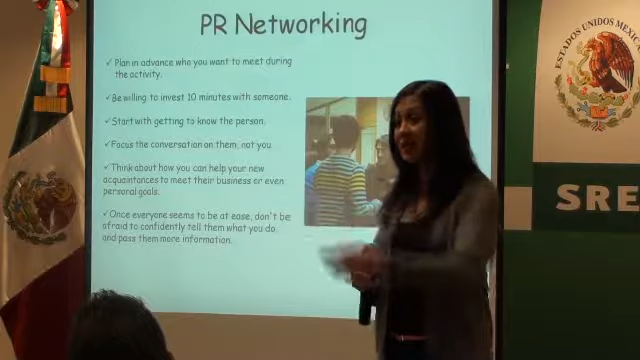 PR Networking
✓ Plan in advance who you want to meet during
the activity.
✓ Be willing to invest 10 minutes with someone.
✓ Start with getting to know the person.
✓ Focus the conversation on them, not you.
✓ Think about how you can help your new
acquaintances to meet their business or even
personal goals.
✓ Once everyone seems to be at ease, don't be
afraid to confidently tell them what you do
and pass them more information.
ESTADOS UNIDOS MEXICA
SRE